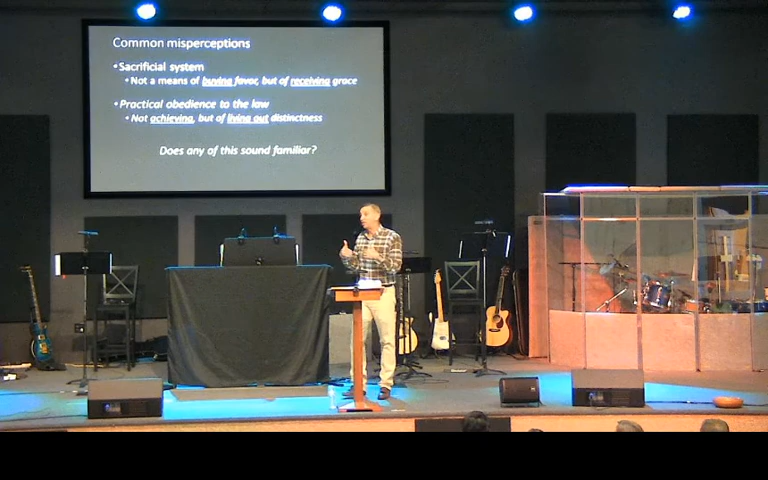 Common misperceptions
•Sacrificial system
•Not a means of buying favor, but of receiving grace
•Practical obedience to the law
•Not achieving, but of living out distinctness
Does any of this sound familiar?